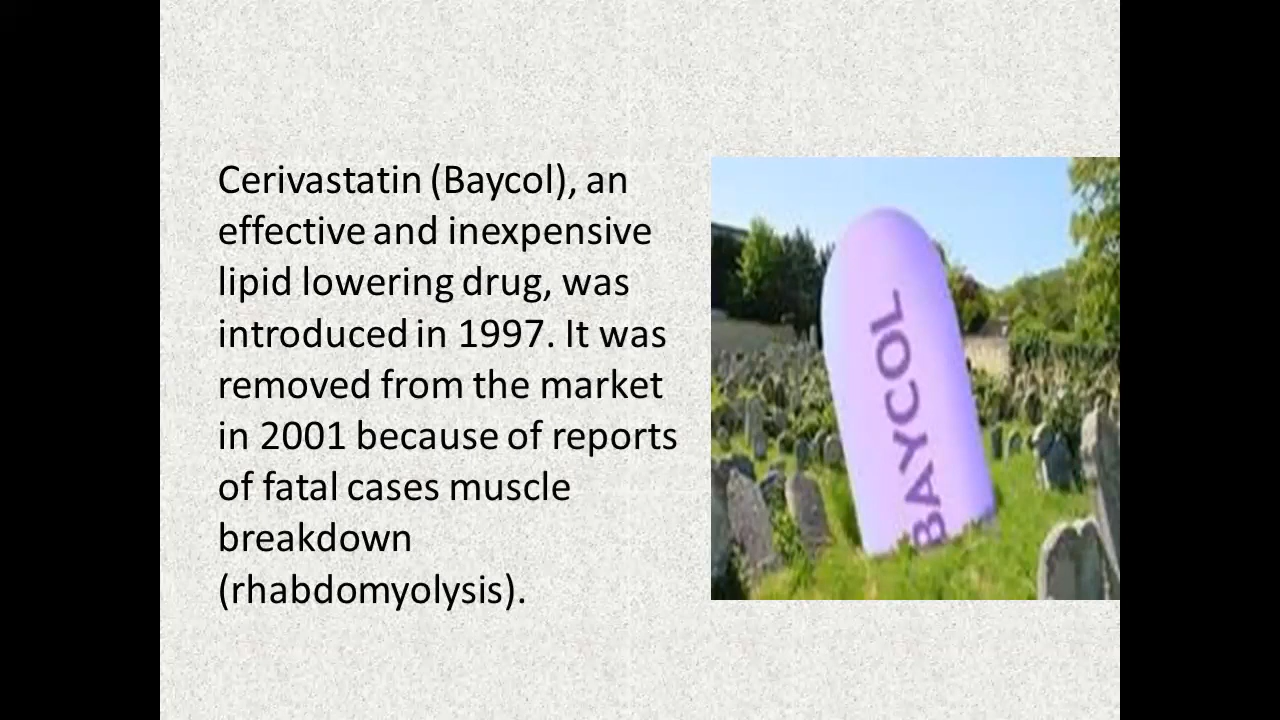 Cerivastatin (Baycol), an
effective and inexpensive
lipid lowering drug, was
introduced in 1997. It was
removed from the market
in 2001 because of reports
of fatal cases muscle
breakdown
(rhabdomyolysis).
BAYCOL